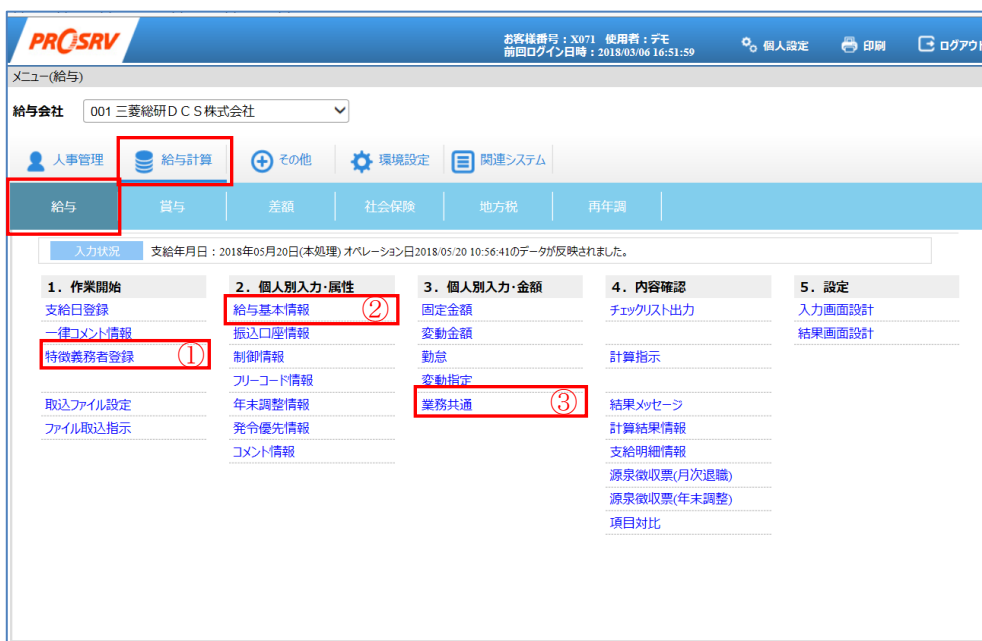 PROSRV
お客様番号：X071 使用者：デモ
前回ログイン日時：2018/03/06 16:51:59
個人設定
印刷
ログアウト
メニュー(給与)
給与会社
001 三菱総研ＤＣＳ株式会社
人事管理
給与計算
その他
環境設定
関連システム
給与
賞与
差額
社会保険
地方税
再年調
入力状況
支給年月日：2018年05月20日(本処理) オペレーション日2018/05/20 10:56:41のデータが反映されました。
1．作業開始
支給日登録
一律コメント情報
特徴義務者登録 ①
取込ファイル設定
ファイル取込指示
2．個人別入力･属性
給与基本情報 ②
振込口座情報
制御情報
フリーコード情報
年末調整情報
発令優先情報
コメント情報
3．個人別入力･金額
固定金額
変動金額
勤怠
変動指定
業務共通 ③
4．内容確認
チェックリスト出力
計算指示
結果メッセージ
計算結果情報
支給明細情報
源泉徴収票(月次退職)
源泉徴収票(年末調整)
項目対比
5．設定
入力画面設計
結果画面設計